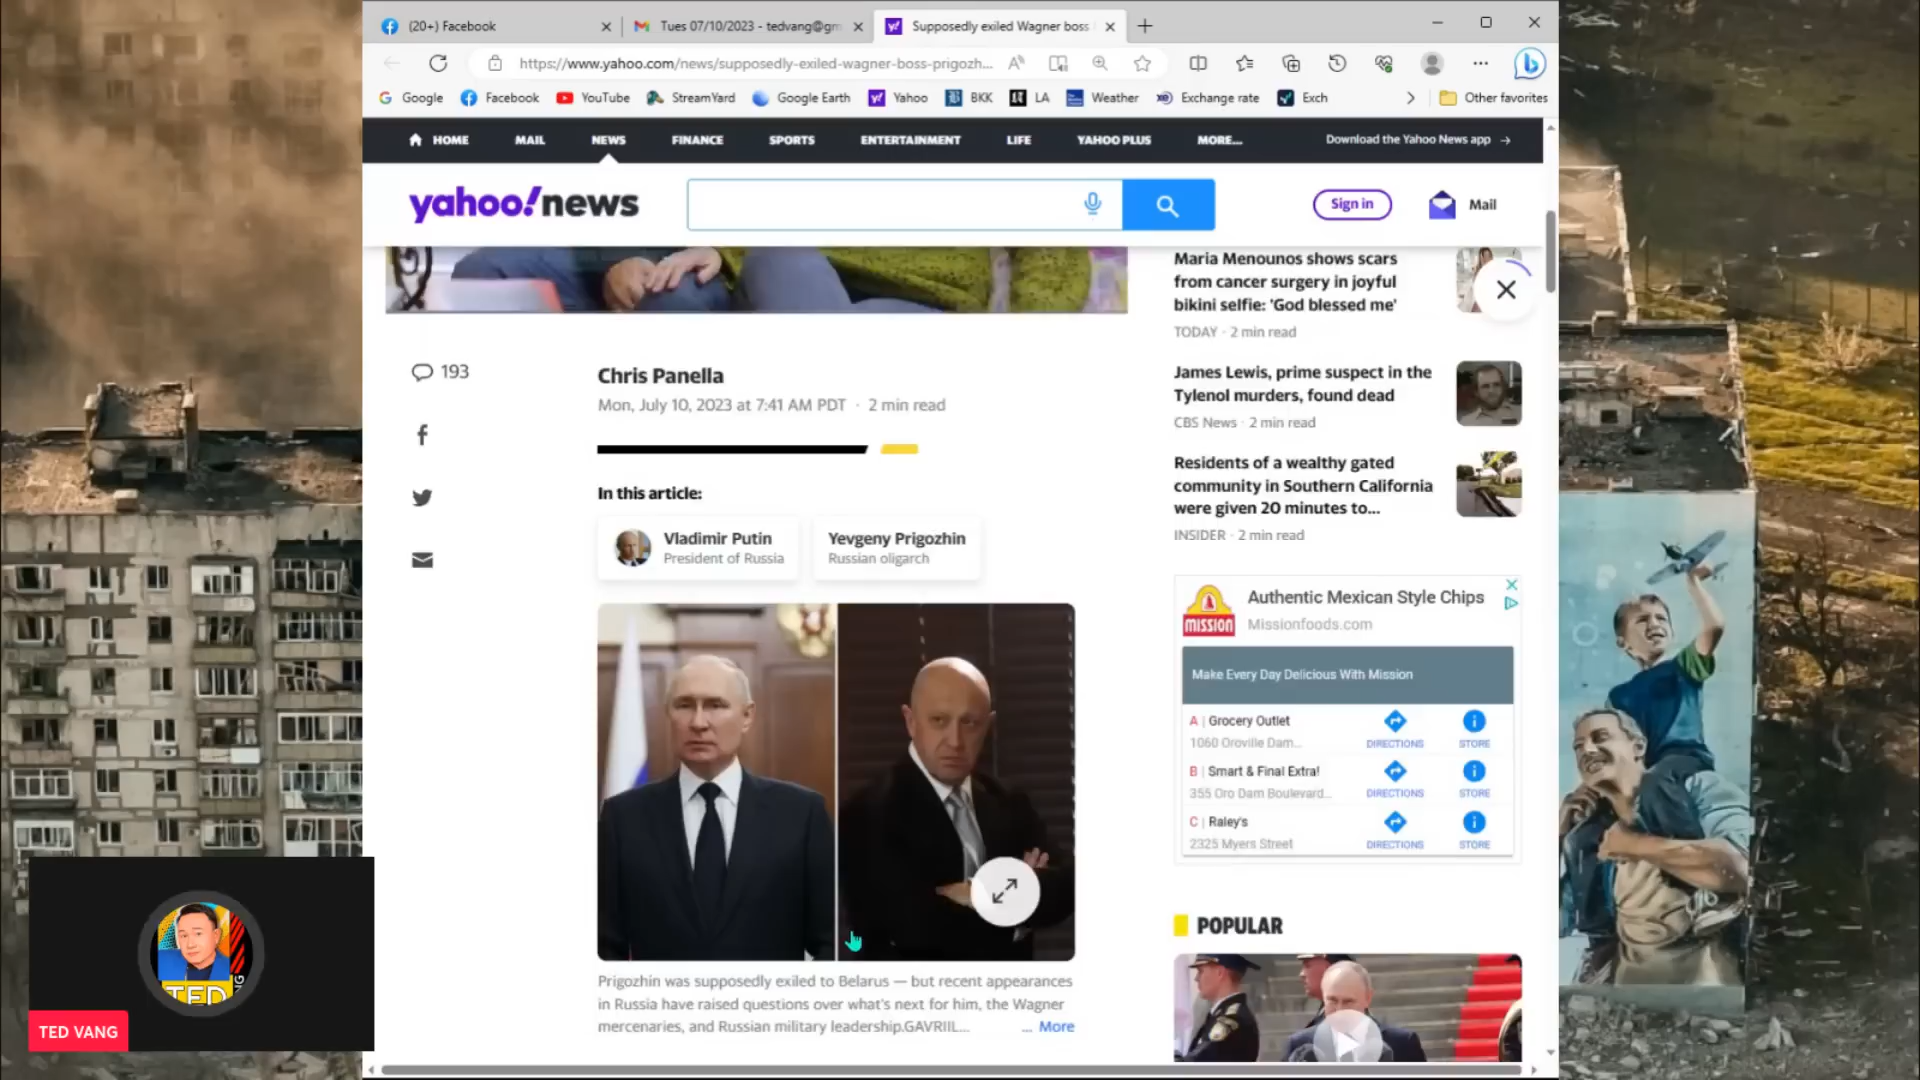 (20+) Facebook
Tues 07/10/2023 - tedvang@gm
Supposedly exiled Wagner boss
https://www.yahoo.com/news/supposedly-exiled-wagner-boss-prigozh...
Google
Facebook
YouTube
StreamYard
Google Earth
Yahoo
BKK
LA
Weather
Exchange rate
Exch
Other favorites
HOME
MAIL
NEWS
FINANCE
SPORTS
ENTERTAINMENT
LIFE
YAHOO PLUS
MORE...
Download the Yahoo News app →
yahoo!news
Sign in
Mail
193
Chris Panella
Mon, July 10, 2023 at 7:41 AM PDT · 2 min read
In this article:
Vladimir Putin
President of Russia
Yevgeny Prigozhin
Russian oligarch
Prigozhin was supposedly exiled to Belarus — but recent appearances
in Russia have raised questions over what's next for him, the Wagner
mercenaries, and Russian military leadership.GAVRIIL...
... More
Maria Menounos shows scars
from cancer surgery in joyful
bikini selfie: 'God blessed me'
TODAY · 2 min read
James Lewis, prime suspect in the
Tylenol murders, found dead
CBS News · 2 min read
Residents of a wealthy gated
community in Southern California
were given 20 minutes to...
INSIDER · 2 min read
MISSION
Authentic Mexican Style Chips
Missionfoods.com
Make Every Day Delicious With Mission
A | Grocery Outlet
1060 Oroville Dam...
DIRECTIONS
STORE
B | Smart & Final Extra!
355 Oro Dam Boulevard...
DIRECTIONS
STORE
C | Raley's
2325 Myers Street
DIRECTIONS
STORE
POPULAR
TED
TED VANG